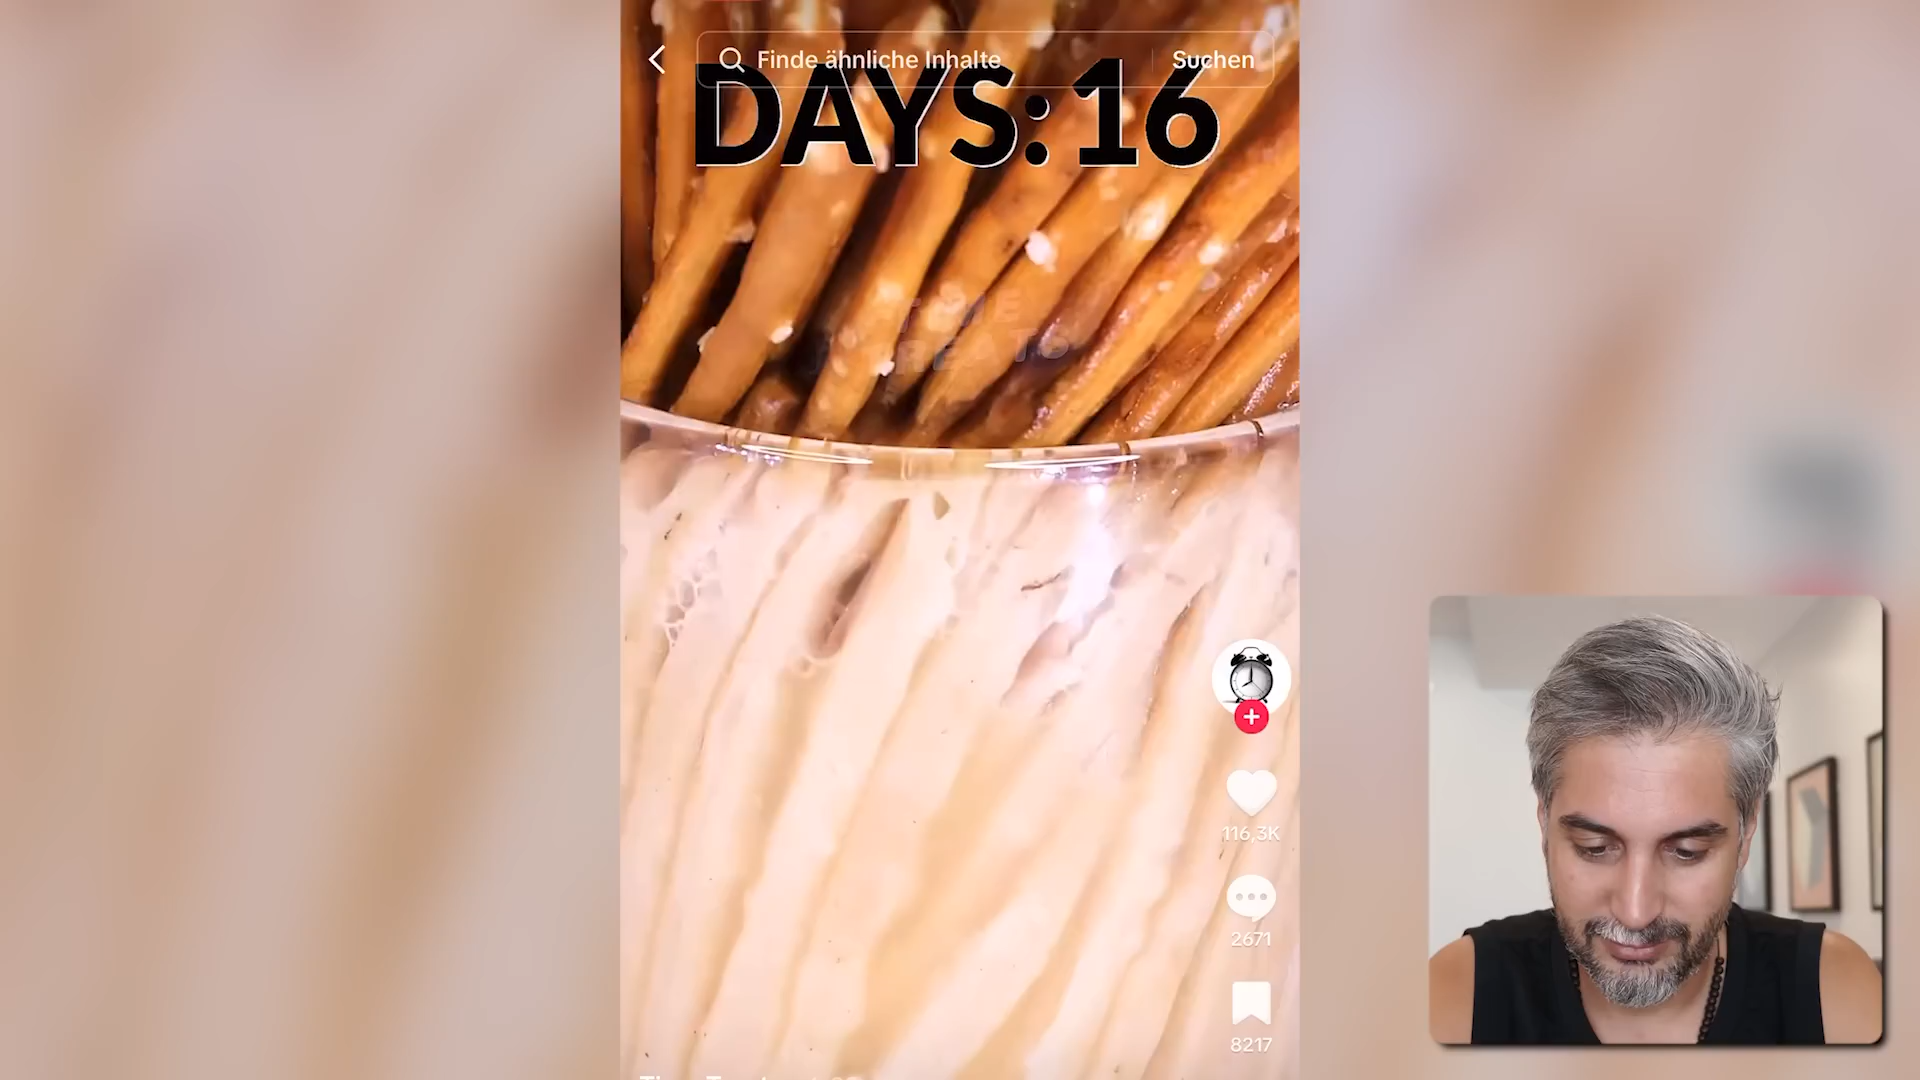 Finde ähnliche Inhalte
Suchen
DAYS: 16
116,3K
2671
8217